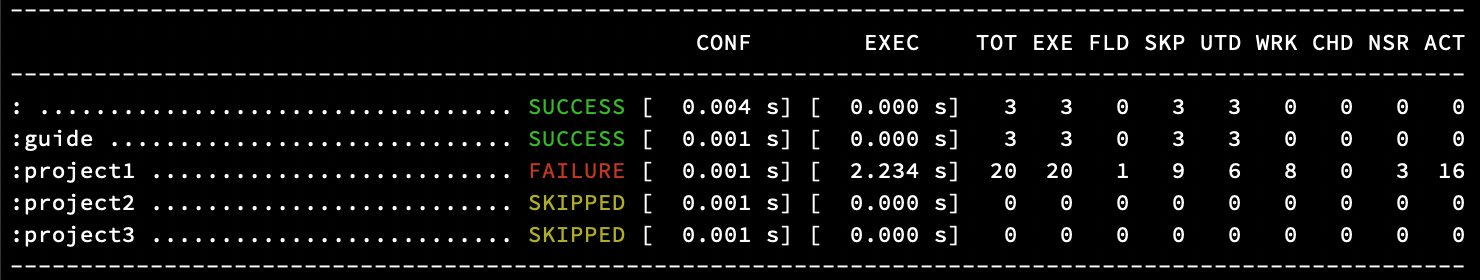 --------------------------------------------------------------------------------------------------------
                                                 CONF        EXEC    TOT EXE FLD SKP UTD WRK CHD NSR ACT
--------------------------------------------------------------------------------------------------------
: .................................. SUCCESS [  0.004 s] [  0.000 s]   3   3   0   3   3   0   0   0   0
:guide ............................. SUCCESS [  0.001 s] [  0.000 s]   3   3   0   3   3   0   0   0   0
:project1 .......................... FAILURE [  0.001 s] [  2.234 s]  20  20   1   9   6   8   0   3  16
:project2 .......................... SKIPPED [  0.001 s] [  0.000 s]   0   0   0   0   0   0   0   0   0
:project3 .......................... SKIPPED [  0.001 s] [  0.000 s]   0   0   0   0   0   0   0   0   0
--------------------------------------------------------------------------------------------------------